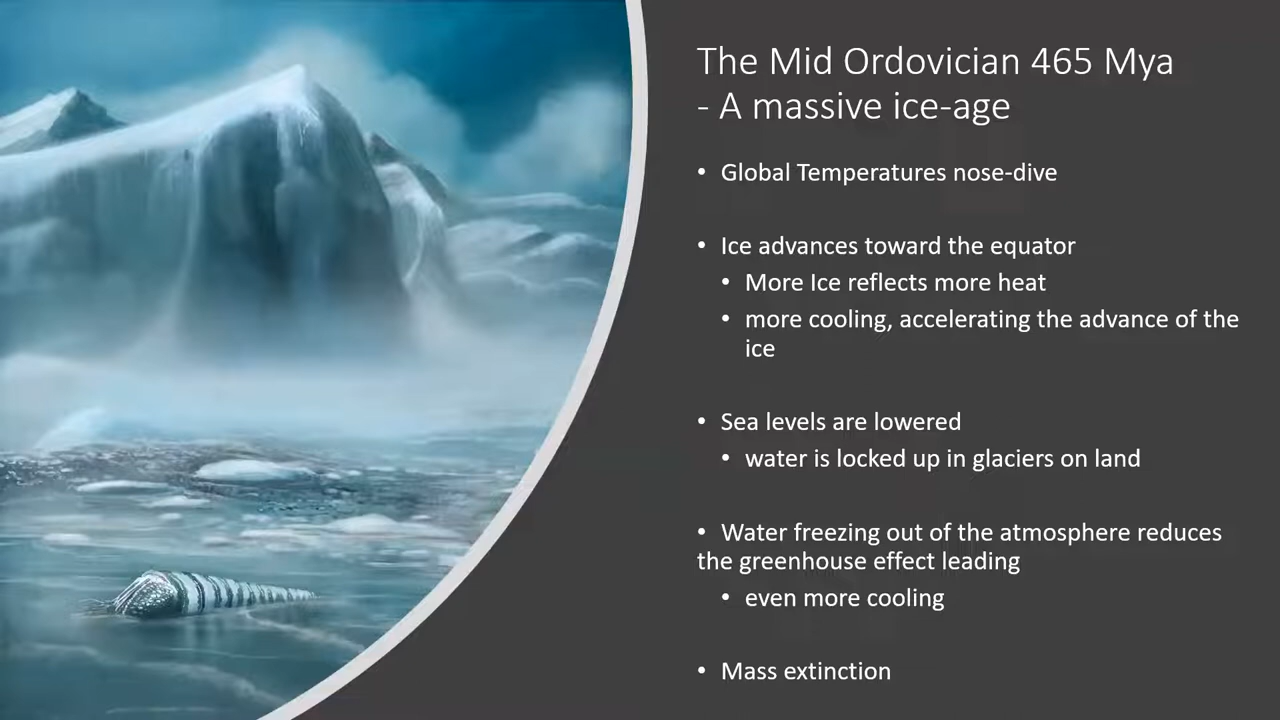 The Mid Ordovician 465 Mya
- A massive ice-age
• Global Temperatures nose-dive
• Ice advances toward the equator
• More Ice reflects more heat
• more cooling, accelerating the advance of the
ice
• Sea levels are lowered
• water is locked up in glaciers on land
• Water freezing out of the atmosphere reduces
the greenhouse effect leading
• even more cooling
• Mass extinction